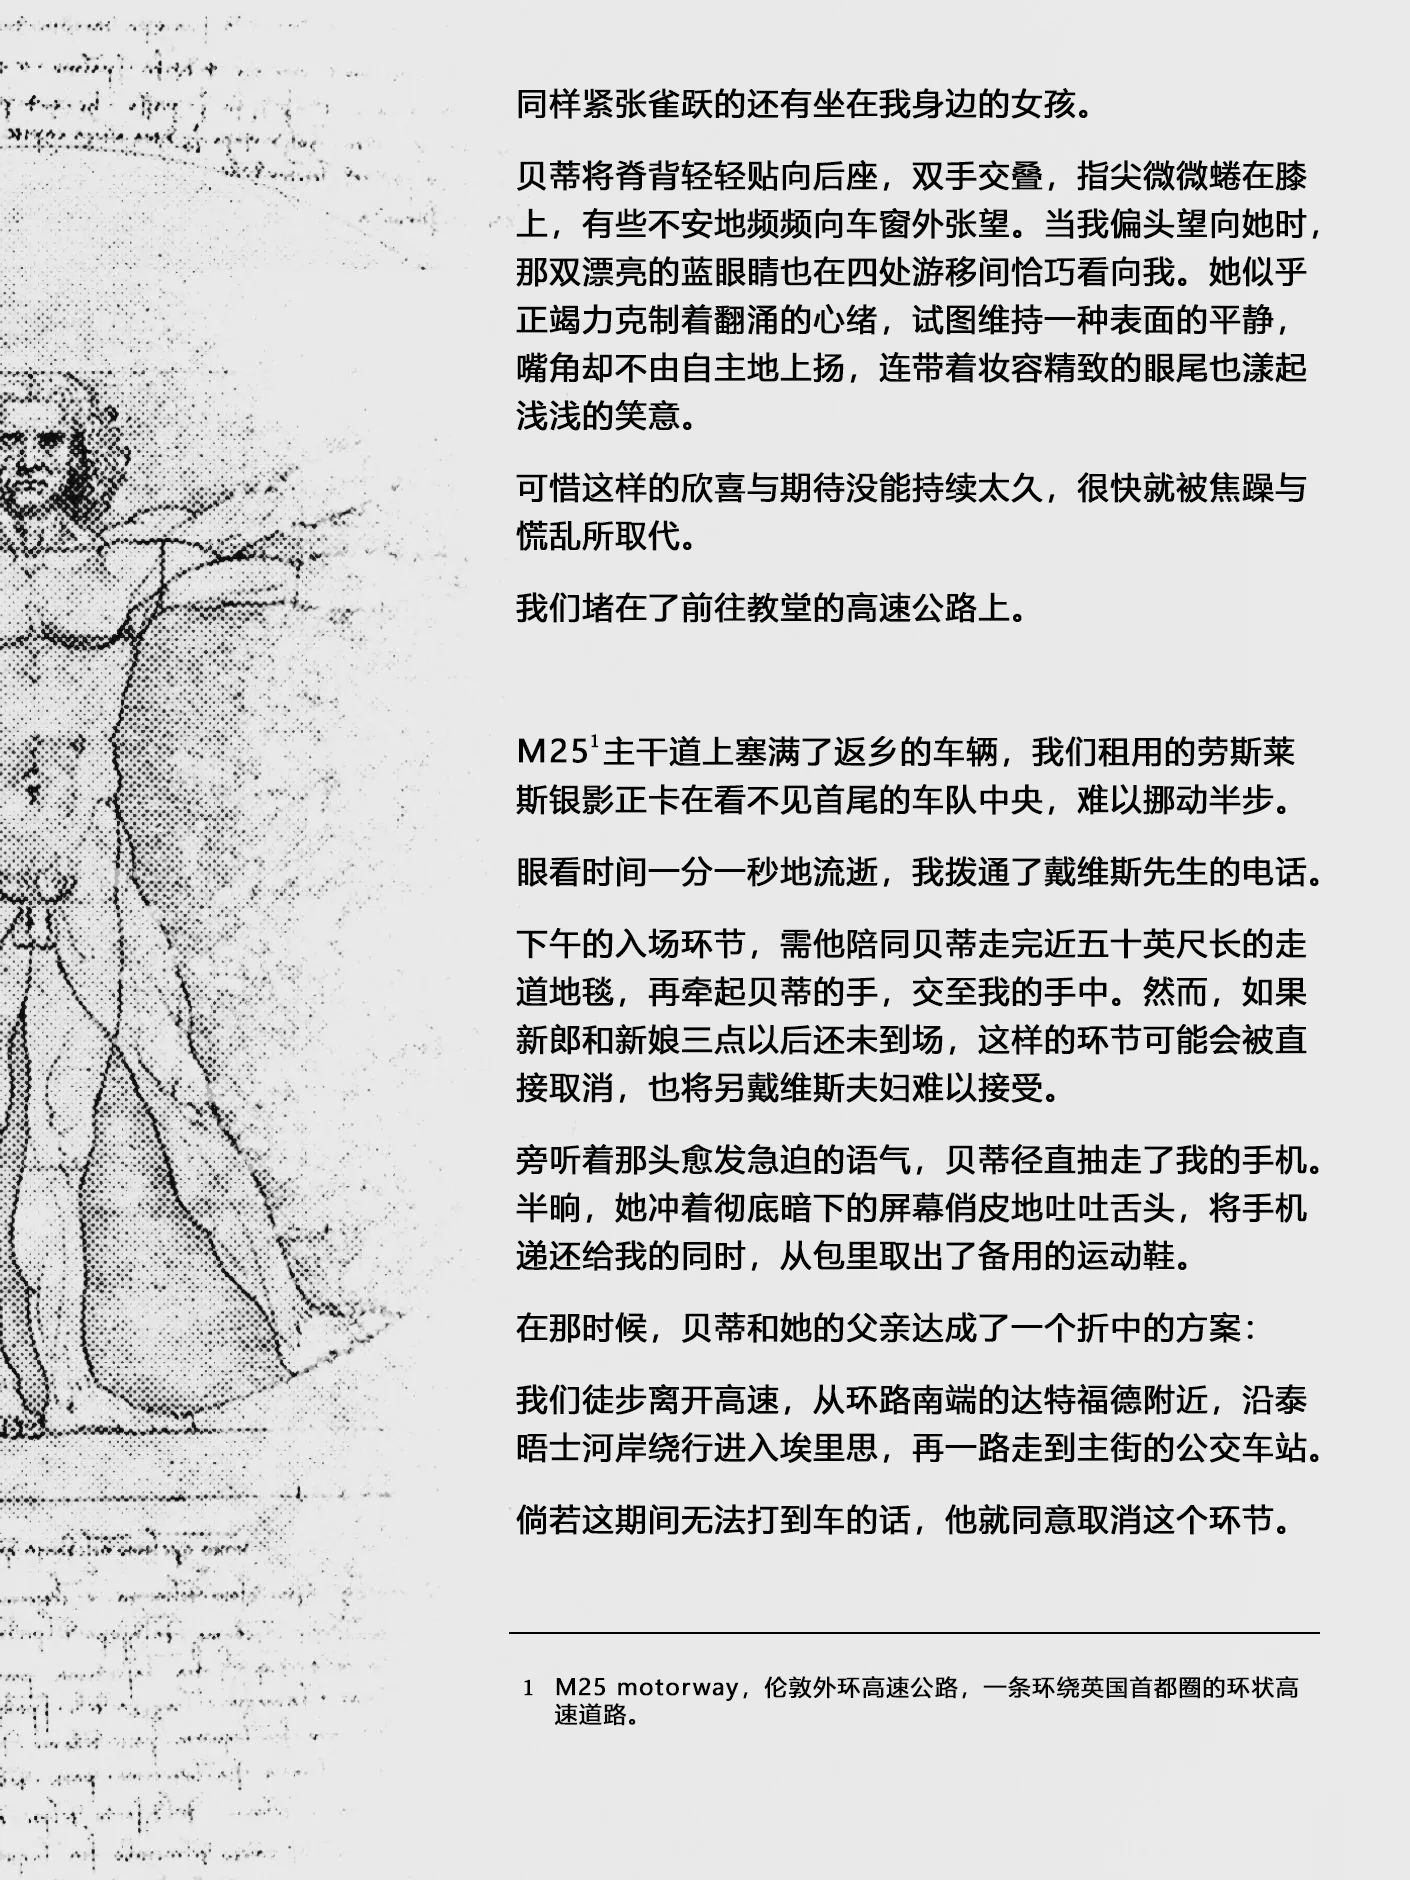 同样紧张雀跃的还有坐在我身边的女孩。
贝蒂将脊背轻轻贴向后座，双手交叠，指尖微微蜷在膝
上，有些不安地频频向车窗外张望。当我偏头望向她时，
那双漂亮的蓝眼睛也在四处游移间恰巧看向我。她似乎
正竭力克制着翻涌的心绪，试图维持一种表面的平静，
嘴角却不由自主地上扬，连带着妆容精致的眼尾也漾起
浅浅的笑意。
可惜这样的欣喜与期待没能持续太久，很快就被焦躁与
慌乱所取代。
我们堵在了前往教堂的高速公路上。
M25¹主干道上塞满了返乡的车辆，我们租用的劳斯莱
斯银影正卡在看不见首尾的车队中央，难以挪动半步。
眼看时间一分一秒地流逝，我拨通了戴维斯先生的电话。
下午的入场环节，需他陪同贝蒂走完近五十英尺长的走
道地毯，再牵起贝蒂的手，交至我的手中。然而，如果
新郎和新娘三点以后还未到场，这样的环节可能会被直
接取消，也将另戴维斯夫妇难以接受。
旁听着那头愈发急迫的语气，贝蒂径直抽走了我的手机。
半晌，她冲着彻底暗下的屏幕俏皮地吐吐舌头，将手机
递还给我的同时，从包里取出了备用的运动鞋。
在那时候，贝蒂和她的父亲达成了一个折中的方案：
我们徒步离开高速，从环路南端的达特福德附近，沿泰
晤士河岸绕行进入埃里思，再一路走到主街的公交车站。
倘若这期间无法打到车的话，他就同意取消这个环节。
1 M25 motorway，伦敦外环高速公路，一条环绕英国首都圈的环状高
速道路。